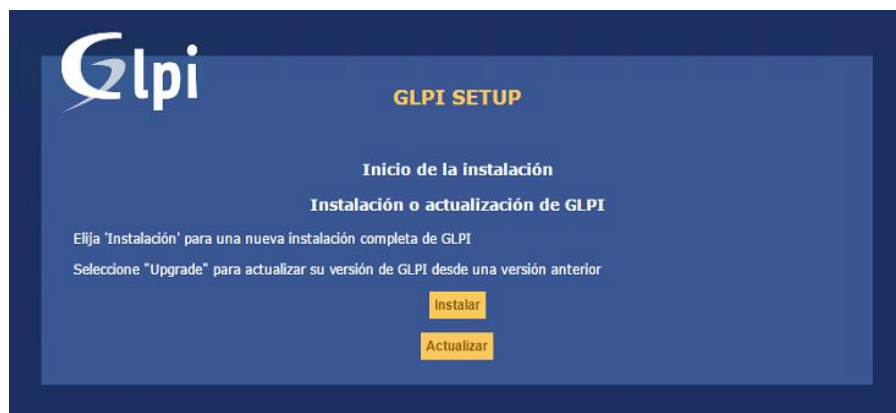 Glpi
GLPI SETUP
Inicio de la instalación
Instalación o actualización de GLPI
Elija 'Instalación' para una nueva instalación completa de GLPI
Seleccione "Upgrade" para actualizar su versión de GLPI desde una versión anterior
Instalar
Actualizar